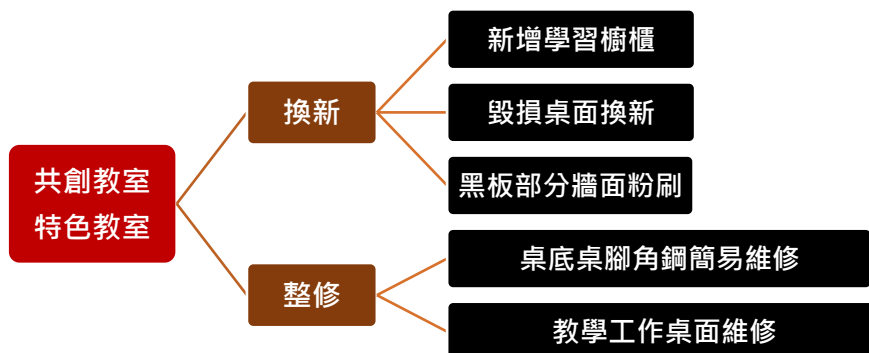 共創教室
特色教室
換新
新增學習櫥櫃
毀損桌面換新
黑板部分牆面粉刷
整修
桌底桌腳角鋼簡易維修
教學工作桌面維修